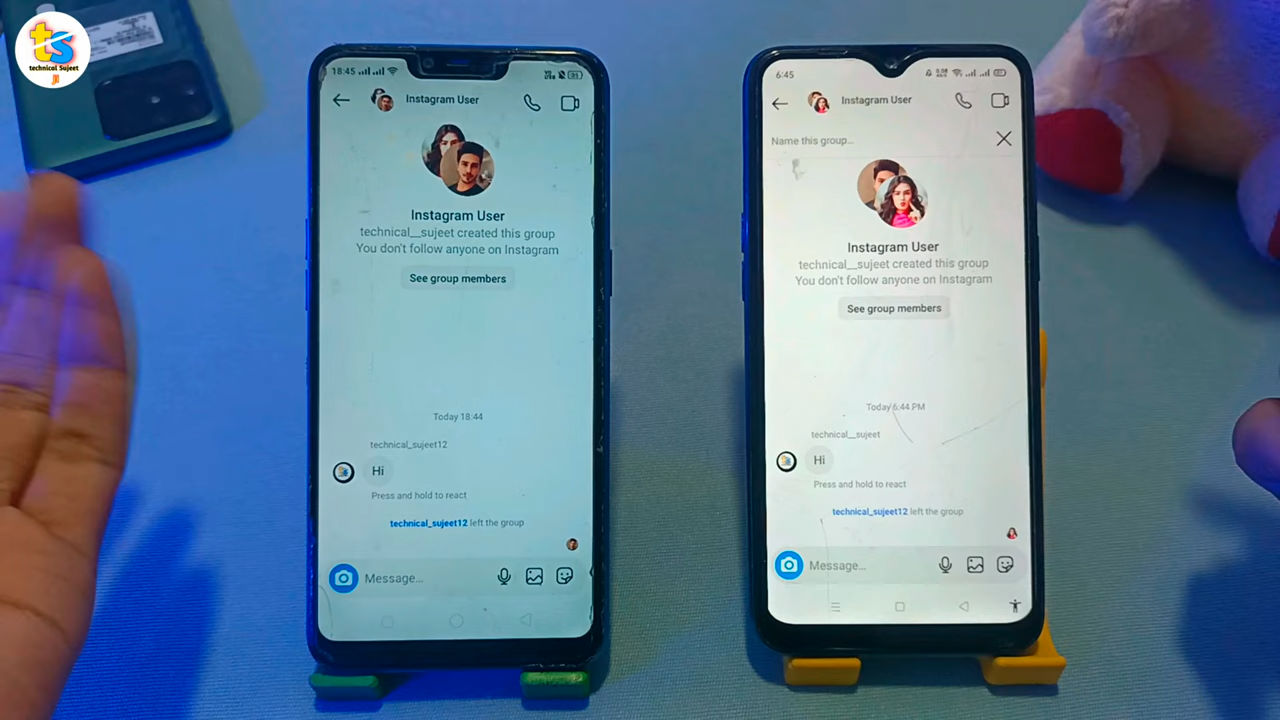 ts
technical Sujeet
JI
18:45
Instagram User
Instagram User
technical__sujeet created this group
You don't follow anyone on Instagram
See group members
Today 18:44
technical_sujeet12
Hi
Press and hold to react
technical_sujeet12 left the group
Message...
6:45
Instagram User
Name this group...
Instagram User
technical__sujeet created this group
You don't follow anyone on Instagram
See group members
Today 6:44 PM
technical__sujeet
Hi
Press and hold to react
technical_sujeet12 left the group
Message...